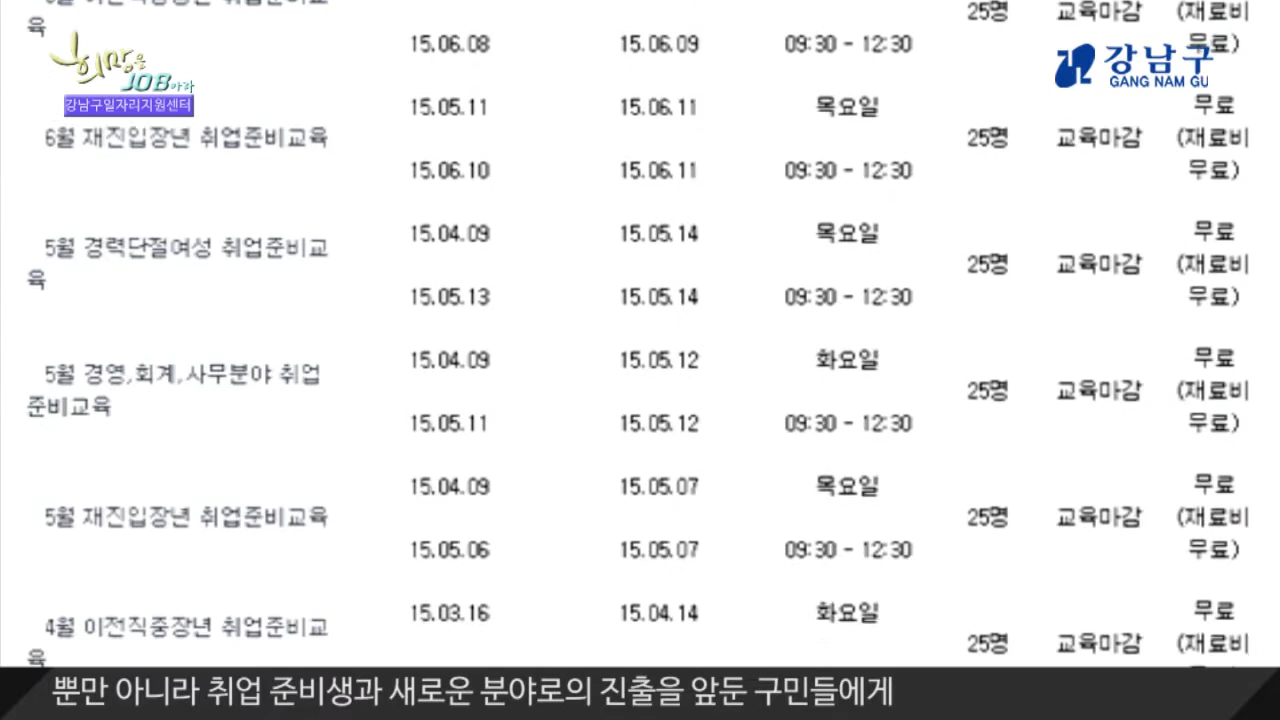 25명 교육마감 (재료비
육
15.06.08 15.06.09 09:30 - 12:30 무료)
희망을
JOB아라
강남구일자리지원센터
강남구
GANG NAM GU
15.05.11 15.06.11 목요일 무료
6월 재진입장년 취업준비교육 25명 교육마감 (재료비
15.06.10 15.06.11 09:30 - 12:30 무료)
15.04.09 15.05.14 목요일 무료
5월 경력단절여성 취업준비교 25명 교육마감 (재료비
육
15.05.13 15.05.14 09:30 - 12:30 무료)
15.04.09 15.05.12 화요일 무료
5월 경영,회계,사무분야 취업 25명 교육마감 (재료비
준비교육
15.05.11 15.05.12 09:30 - 12:30 무료)
15.04.09 15.05.07 목요일 무료
5월 재진입장년 취업준비교육 25명 교육마감 (재료비
15.05.06 15.05.07 09:30 - 12:30 무료)
15.03.16 15.04.14 화요일 무료
4월 이전직중장년 취업준비교 25명 교육마감 (재료비
육
뿐만 아니라 취업 준비생과 새로운 분야로의 진출을 앞둔 구민들에게